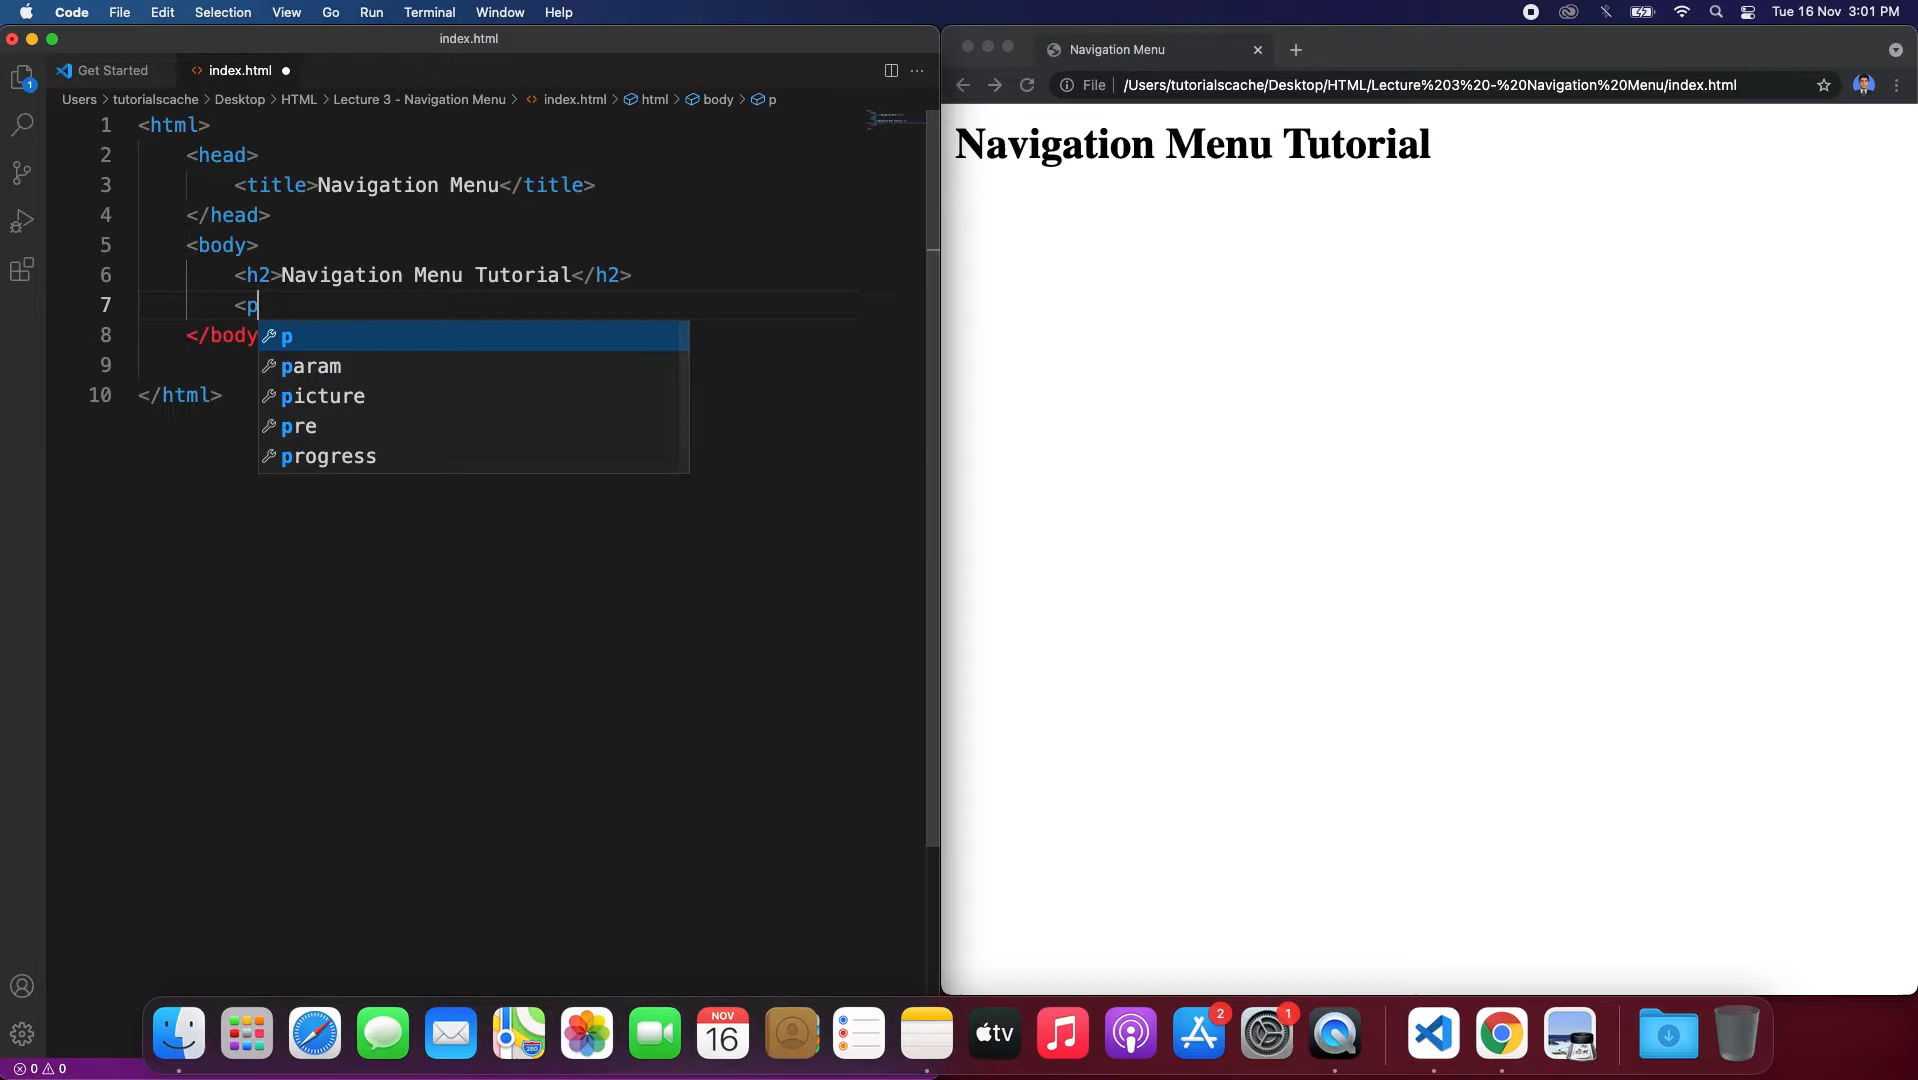 Code File Edit Selection View Go Run Terminal Window Help Tue 16 Nov 3:01 PM
index.html
Get Started index.html
Users > tutorialscache > Desktop > HTML > Lecture 3 - Navigation Menu > index.html > html > body > p
1 <html>
2 <head>
3 <title>Navigation Menu</title>
4 </head>
5 <body>
6 <h2>Navigation Menu Tutorial</h2>
7 <p
8 </body
9
10 </html>
p
param
picture
pre
progress
1
0 0
Navigation Menu
File /Users/tutorialscache/Desktop/HTML/Lecture%203%20-%20Navigation%20Menu/index.html
Navigation Menu Tutorial
280
NOV
16
tv
2
1